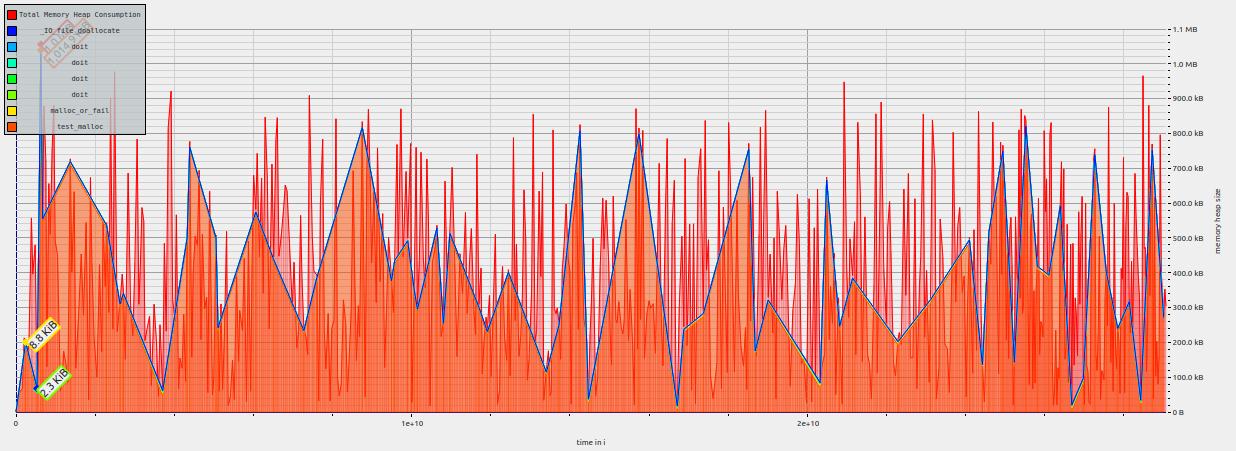 Total Memory Heap Consumption
_IO_file_doallocate
doit
doit
doit
doit
malloc_or_fail
test_malloc
8.8 KiB
2.3 KiB
1.1 MB
1.0 MB
900.0 kB
800.0 kB
700.0 kB
600.0 kB
500.0 kB
400.0 kB
300.0 kB
200.0 kB
100.0 kB
0 B
memory heap size
0
1e+10
2e+10
time in i